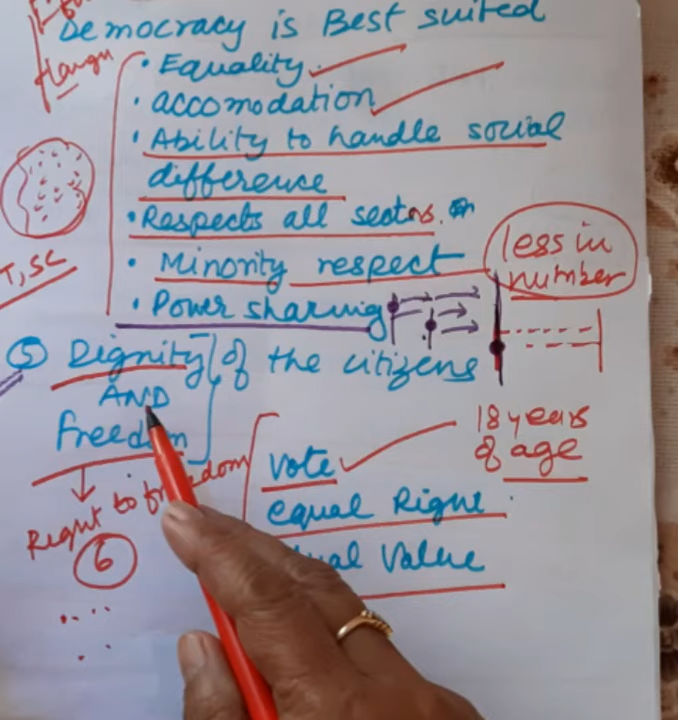 Democracy is Best suited
• Equality
• accomodation
• Ability to handle social
difference
• Respects all seators.
• Minority respect
less in
number
• Power sharing
T, SC
⑤ Dignity of the citizens
AND
freedom
Right to freedom
6
18 years
of age
Vote
equal Right
Value